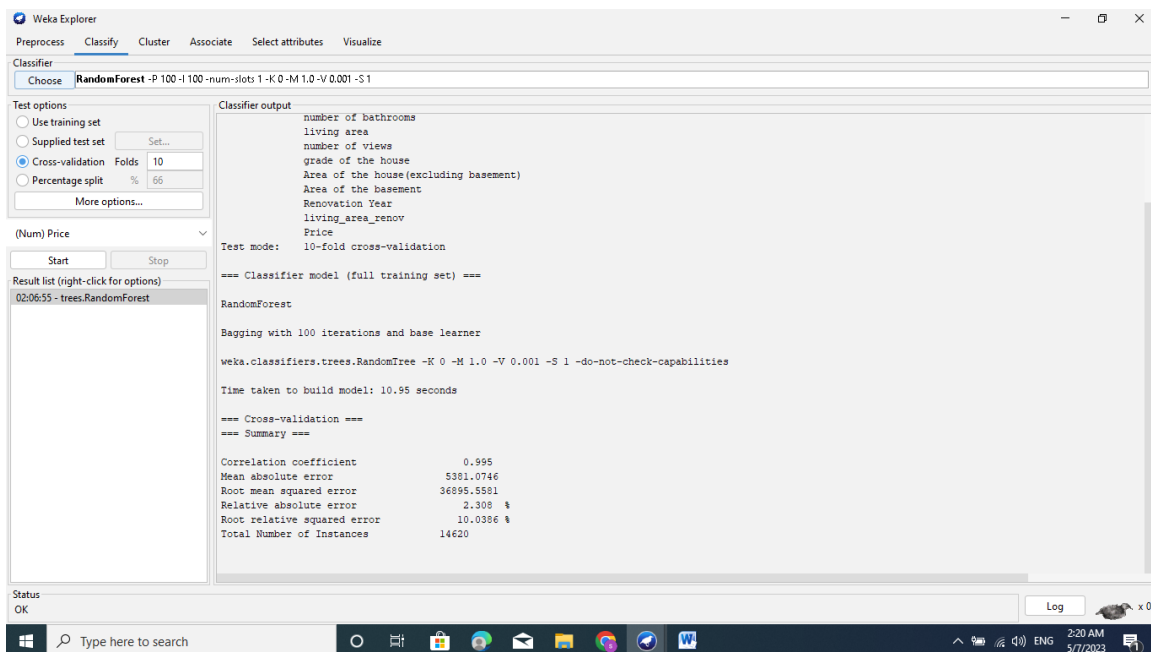 Weka Explorer
Preprocess Classify Cluster Associate Select attributes Visualize
Classifier
Choose RandomForest -P 100 -I 100 -num-slots 1 -K 0 -M 1.0 -V 0.001 -S 1
Test options
Use training set
Supplied test set Set...
Cross-validation Folds 10
Percentage split % 66
More options...
(Num) Price
Start Stop
Result list (right-click for options)
02:06:55 - trees.RandomForest
Classifier output
number of bathrooms
living area
number of views
grade of the house
Area of the house(excluding basement)
Area of the basement
Renovation Year
living_area_renov
Price
Test mode: 10-fold cross-validation
=== Classifier model (full training set) ===
RandomForest
Bagging with 100 iterations and base learner
weka.classifiers.trees.RandomTree -K 0 -M 1.0 -V 0.001 -S 1 -do-not-check-capabilities
Time taken to build model: 10.95 seconds
=== Cross-validation ===
=== Summary ===
Correlation coefficient 0.995
Mean absolute error 5381.0746
Root mean squared error 36895.5581
Relative absolute error 2.308 %
Root relative squared error 10.0386 %
Total Number of Instances 14620
Status
OK
Log x 0
Type here to search
ENG
2:20 AM
5/7/2023